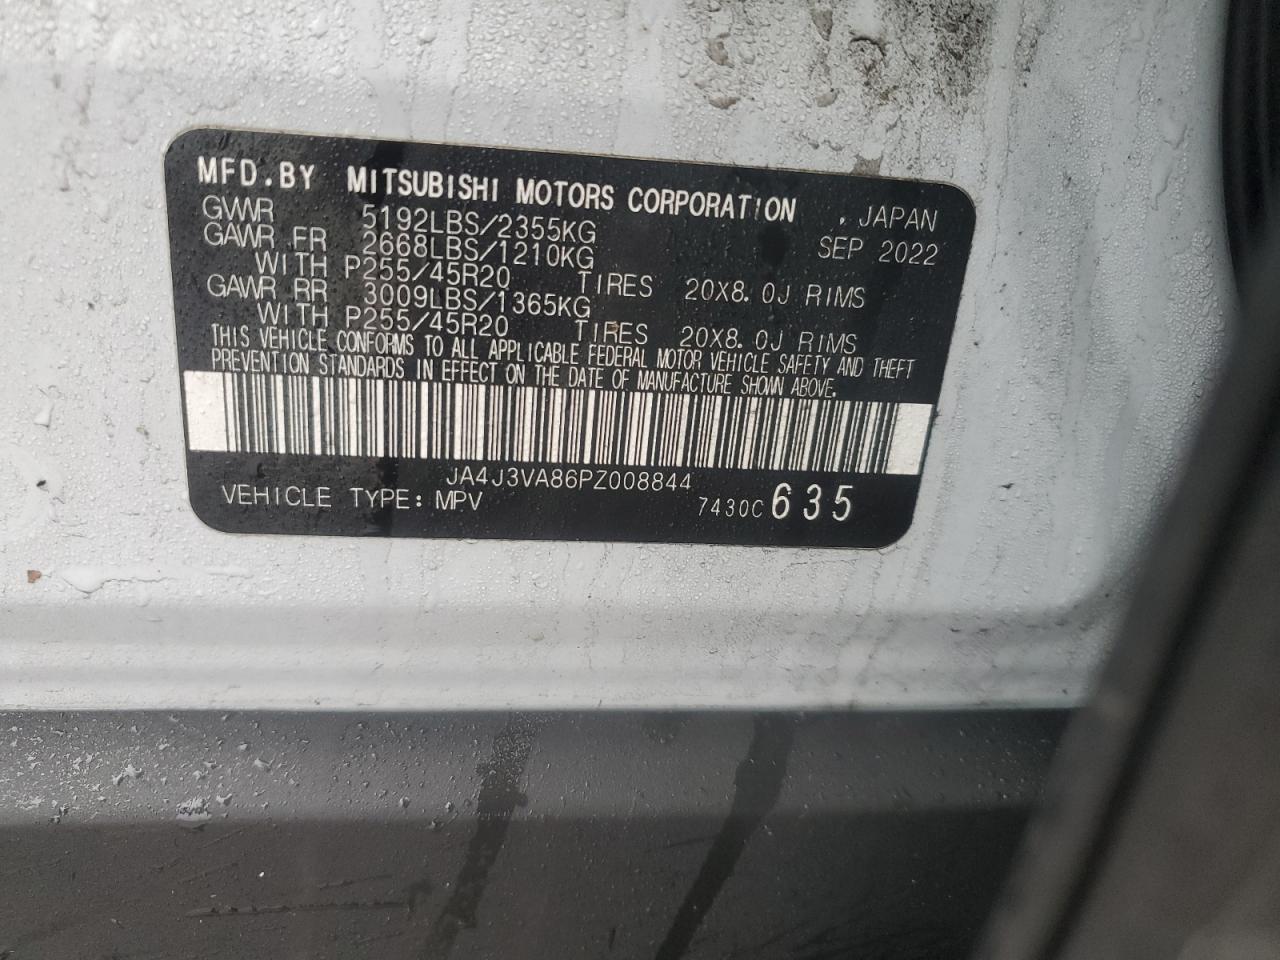 MFD.BY MITSUBISHI MOTORS CORPORATION , JAPAN
GVWR 5192LBS/2355KG SEP 2022
GAWR FR 2668LBS/1210KG
WITH P255/45R20 TIRES 20X8.0J RIMS
GAWR RR 3009LBS/1365KG
WITH P255/45R20 TIRES 20X8.0J RIMS
THIS VEHICLE CONFORMS TO ALL APPLICABLE FEDERAL MOTOR VEHICLE SAFETY AND THEFT
PREVENTION STANDARDS IN EFFECT ON THE DATE OF MANUFACTURE SHOWN ABOVE.
JA4J3VA86PZ008844
VEHICLE TYPE: MPV 7430C 635